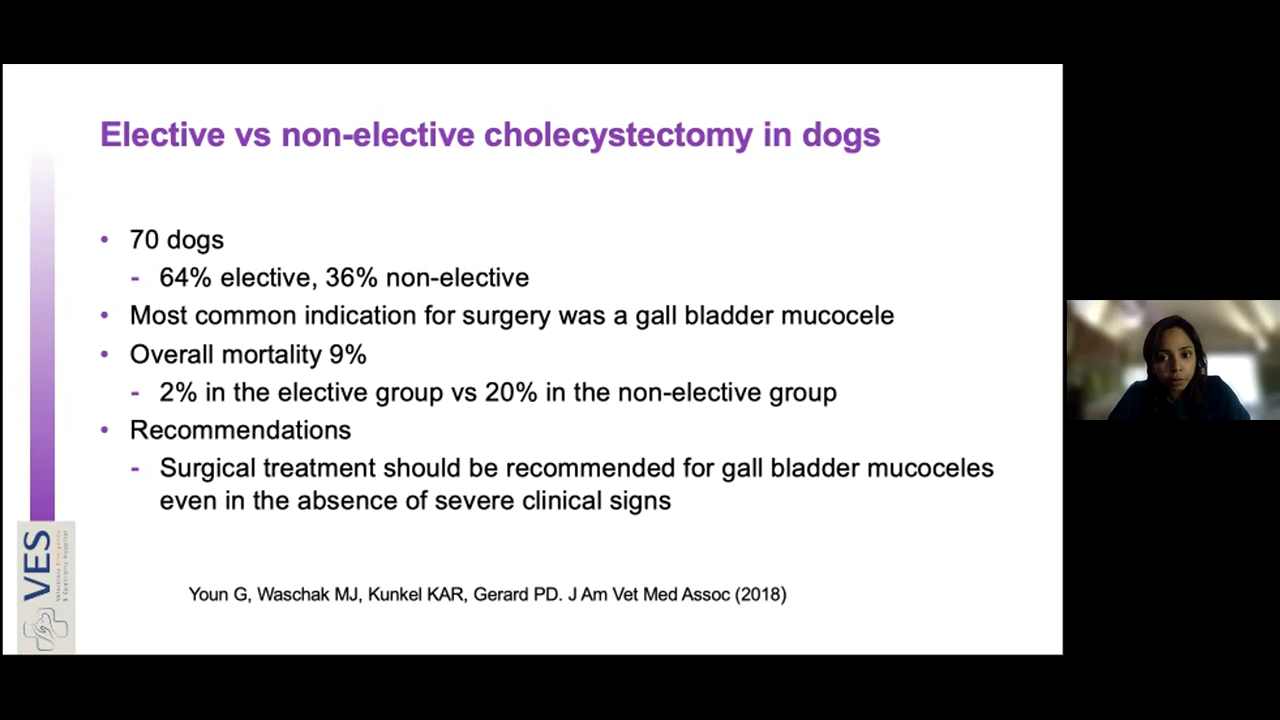 Elective vs non-elective cholecystectomy in dogs
• 70 dogs
- 64% elective, 36% non-elective
• Most common indication for surgery was a gall bladder mucocele
• Overall mortality 9%
- 2% in the elective group vs 20% in the non-elective group
• Recommendations
- Surgical treatment should be recommended for gall bladder mucoceles
even in the absence of severe clinical signs
VES
Youn G, Waschak MJ, Kunkel KAR, Gerard PD. J Am Vet Med Assoc (2018)